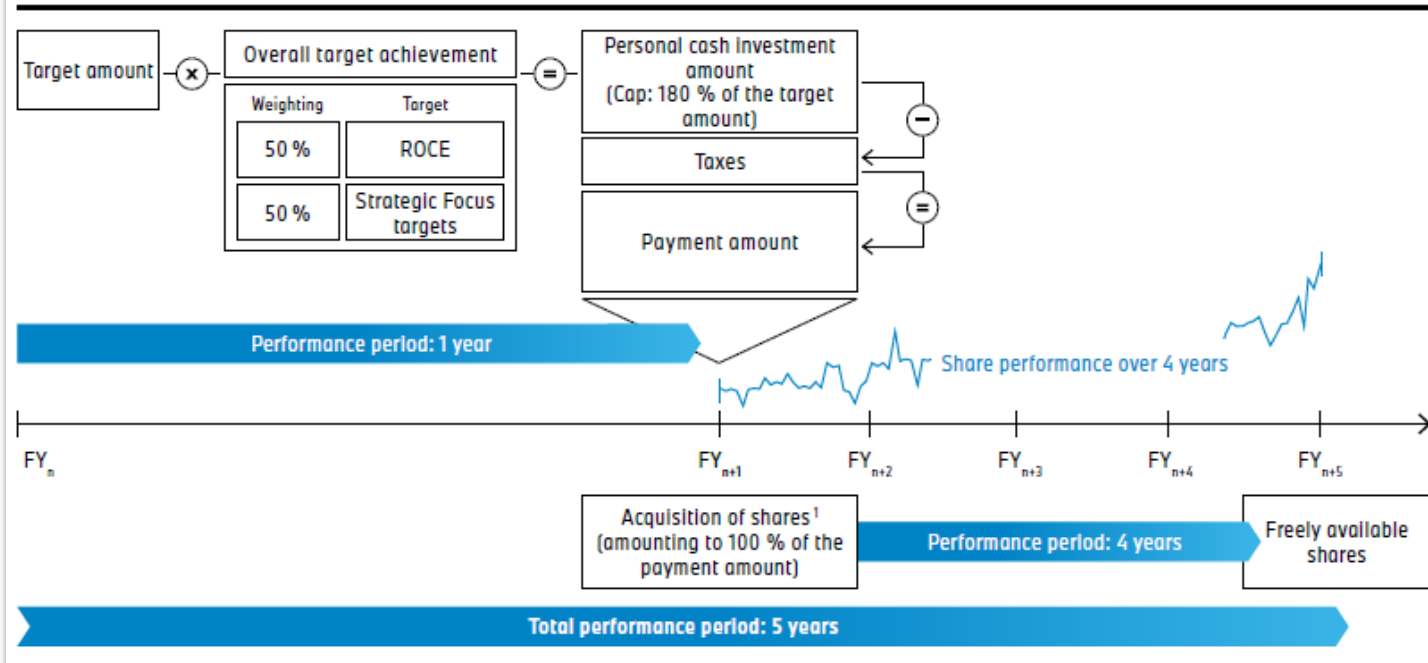 Target amount
x
Overall target achievement
=
Personal cash investment
amount
(Cap: 180 % of the target
amount)
Weighting
Target
50 %
ROCE
50 %
Strategic Focus
targets
−
Taxes
=
Payment amount
Performance period: 1 year
Share performance over 4 years
FYn
FYn+1
FYn+2
FYn+3
FYn+4
FYn+5
Acquisition of shares¹
(amounting to 100 % of the
payment amount)
Performance period: 4 years
Freely available
shares
Total performance period: 5 years